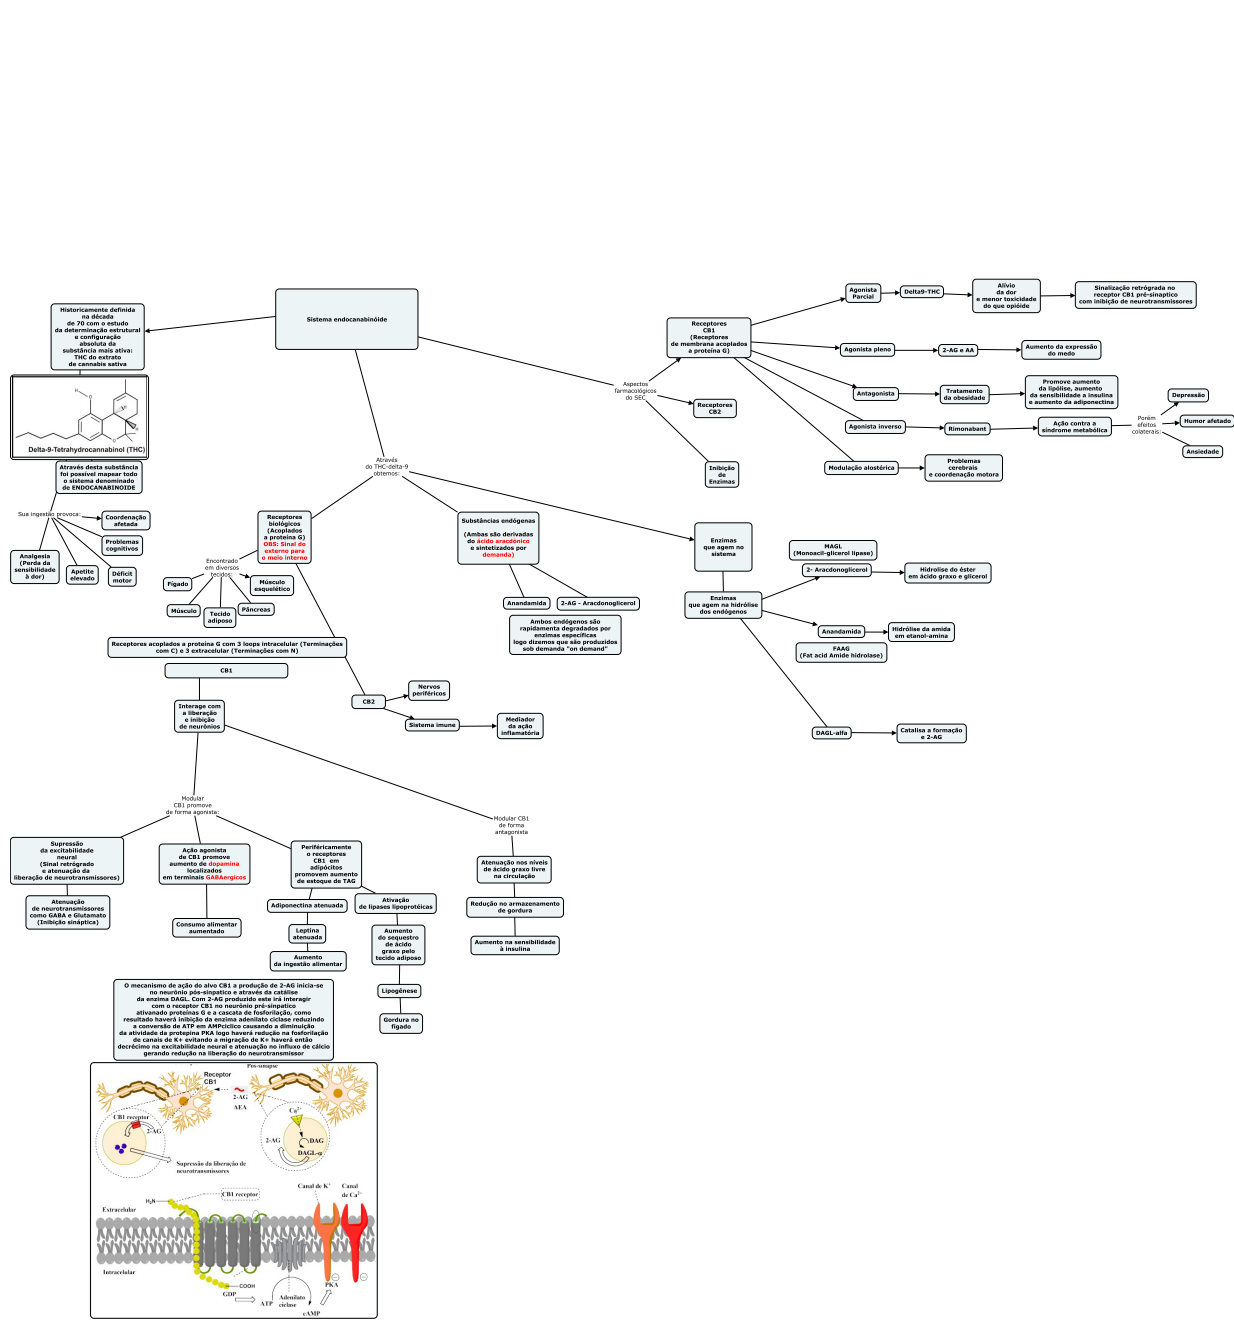 Sistema endocanabinóide
Historicamente definida
na década
de 70 com o estudo
da determinação estrutural
e configuração
absoluta da
substância mais ativa:
THC do extrato
de cannabis sativa
H
O
H
H
O
Delta-9-Tetrahydrocannabinol (THC)
Através desta substância
foi possível mapear todo
o sistema denominado
de ENDOCANABINOIDE
Sua ingestão provoca:
Coordenação
afetada
Problemas
cognitivos
Déficit
motor
Apetite
elevado
Analgesia
(Perda da
sensibilidade
à dor)
Através
do THC-delta-9
obtemos:
Receptores
biológicos
(Acoplados
a proteína G)
OBS: Sinal do
externo para
o meio interno
Encontrado
em diversos
tecidos:
Fígado
Músculo
Tecido
adiposo
Pâncreas
Músculo
esquelético
Substâncias endógenas
(Ambas são derivadas
do ácido aracdônico
e sintetizados por
demanda)
Anandamida
2-AG - Aracdonoglicerol
Ambos endógenos são
rapidamente degradados por
enzimas específicas
logo dizemos que são produzidos
sob demanda "on demand"
Enzimas
que agem no
sistema
Enzimas
que agem na hidrólise
dos endógenos
MAGL
(Monoacil-glicerol lipase)
2- Aracdonoglicerol
Hidrolise do éster
em ácido graxo e glicerol
Anandamida
Hidrólise da amida
em etanol-amina
FAAG
(Fat acid Amide hidrolase)
DAGL-alfa
Catalisa a formação
e 2-AG
Aspectos
farmacológicos
do SEC
Receptores
CB1
(Receptores
de membrana acoplados
a proteína G)
Receptores
CB2
Inibição
de
Enzimas
Agonista
Parcial
Delta9-THC
Alívio
da dor
e menor toxicidade
do que opióide
Sinalização retrógrada no
receptor CB1 pré-sinaptico
com inibição de neurotransmissores
Agonista pleno
2-AG e AA
Aumento da expressão
do medo
Antagonista
Tratamento
da obesidade
Promove aumento
da lipólise, aumento
da sensibilidade a insulina
e aumento da adiponectina
Agonista inverso
Rimonabant
Ação contra a
síndrome metabólica
Porém
efeitos
colaterais:
Depressão
Humor afetado
Ansiedade
Modulação alostérica
Problemas
cerebrais
e coordenação motora
Receptores acoplados a proteína G com 3 loops intracelular (Terminações
com C) e 3 extracelular (Terminações com N)
CB1
Interage com
a liberação
e inibição
de neurônios
CB2
Nervos
periféricos
Sistema imune
Mediador
da ação
inflamatória
Modular
CB1 promove
de forma agonista:
Supressão
da excitabilidade
neural
(Sinal retrógrado
e atenuação da
liberação de neurotransmissores)
Atenuação
de neurotransmissores
como GABA e Glutamato
(Inibição sináptica)
Ação agonista
de CB1 promove
aumento de dopamina
localizados
em terminais GABAergicos
Consumo alimentar
aumentado
Periféricamente
o receptores
CB1 em
adipócitos
promovem aumento
de estoque de TAG
Adiponectina atenuada
Leptina
atenuada
Aumento
da ingestão alimentar
Ativação
de lipases lipoprotéicas
Aumento
do sequestro
de ácido
graxo pelo
tecido adiposo
Lipogênese
Gordura no
fígado
Modular CB1
de forma
antagonista
Atenuação nos níveis
de ácido graxo livre
na circulação
Redução no armazenamento
de gordura
Aumento na sensibilidade
à insulina
O mecanismo de ação do alvo CB1 a produção de 2-AG inicia-se
no neurônio pós-sinpatico e através da catálise
da enzima DAGL. Com 2-AG produzido este irá interagir
com o receptor CB1 no neurônio pré-sinpatico
ativanado proteínas G e a cascata de fosforilação, como
resultado haverá inibição da enzima adenilato ciclase reduzindo
a conversão de ATP em AMPciclico causando a diminuição
da atividade da protepina PKA logo haverá redução na fosforilação
de canais de K+ evitando a migração de K+ haverá então
decrécimo na excitabilidade neural e atenuação no influxo de cálcio
gerando redução na liberação do neurotransmissor
Pós-sinapse
Receptor
CB1
2-AG
AEA
CB1 receptor
2-AG
Ca2+
2-AG
DAG
DAGL-α
Supressão da liberação de
neurotransmissores
H2N
CB1 receptor
Canal de K+
Canal
de Ca2+
Extracelular
Intracelular
COOH
GDP
ATP
Adenilato
ciclase
cAMP
PKA